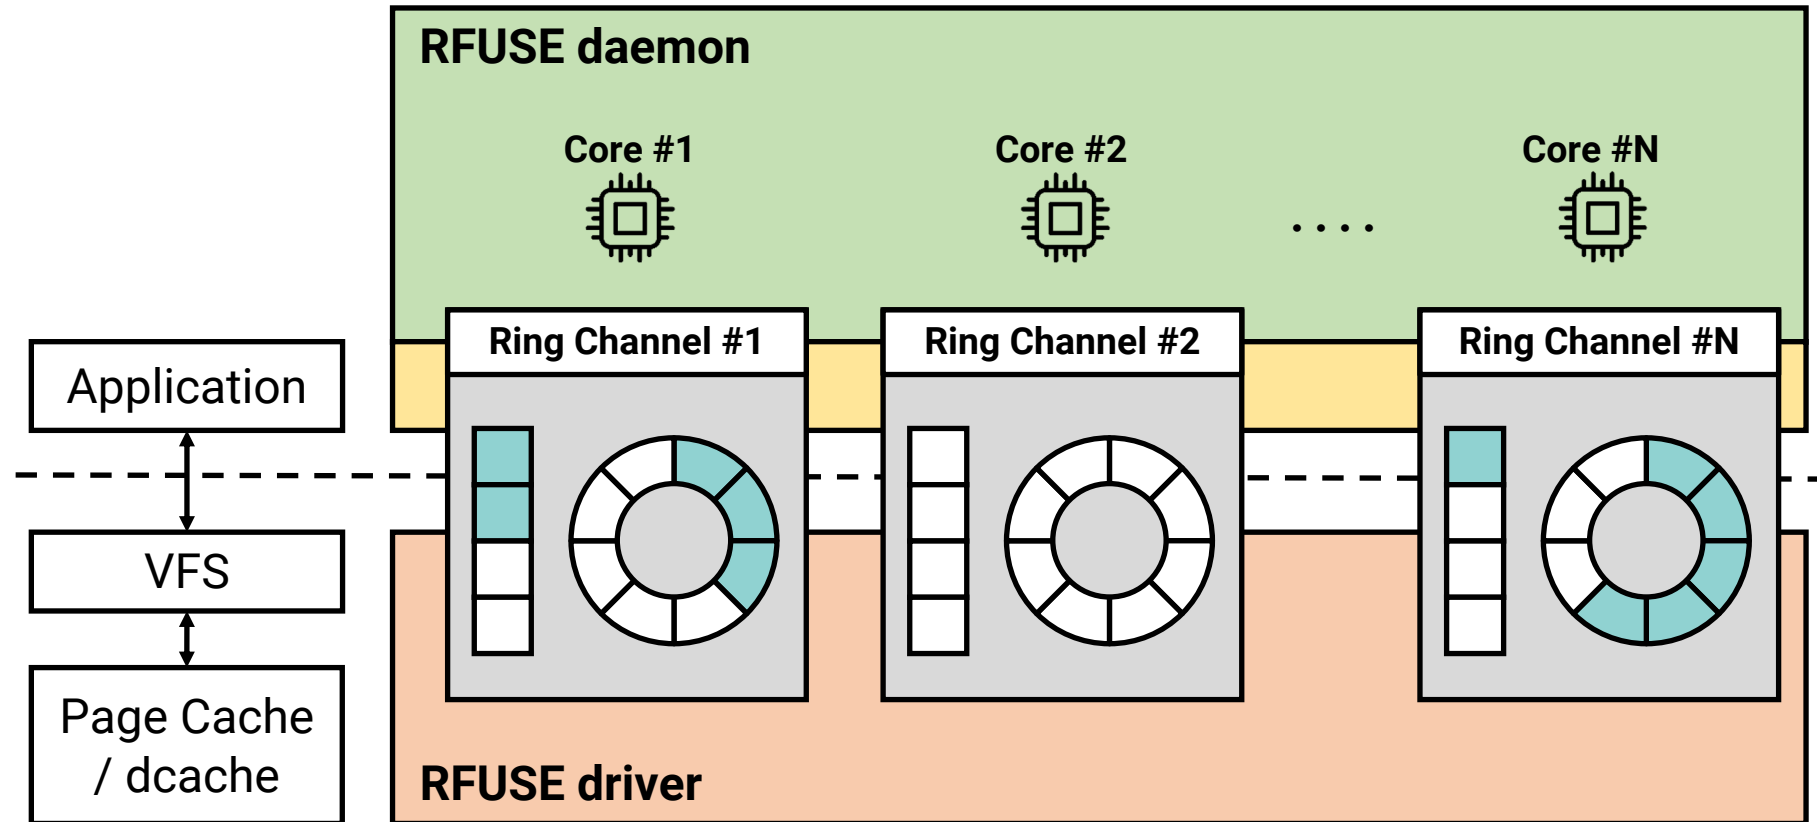 RFUSE daemon
Core #1
Core #2
Core #N
....
Ring Channel #1
Ring Channel #2
Ring Channel #N
Application
VFS
Page Cache
/ dcache
RFUSE driver